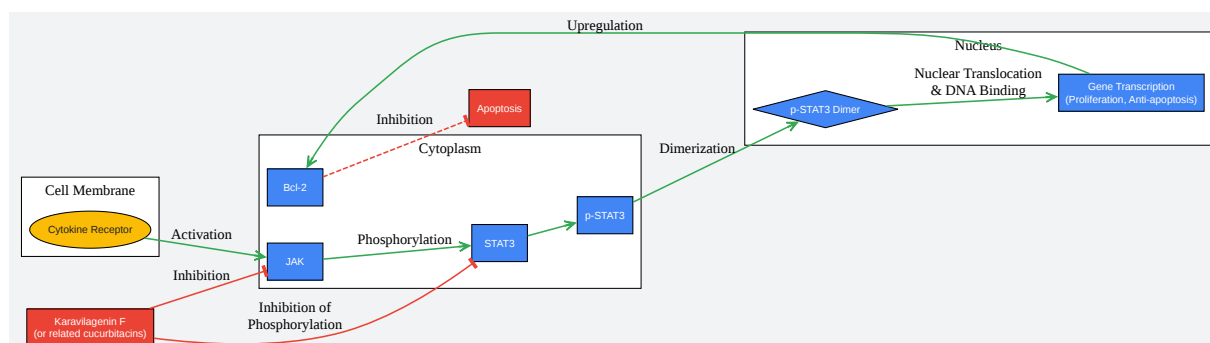 Upregulation
Nucleus
Nuclear Translocation
& DNA Binding
Gene Transcription
(Proliferation, Anti-apoptosis)
p-STAT3 Dimer
Apoptosis
Inhibition
Cytoplasm
Dimerization
Cell Membrane
Bcl-2
p-STAT3
Cytokine Receptor
Activation
Phosphorylation
STAT3
JAK
Inhibition
Inhibition of
Phosphorylation
Karavilagenin F
(or related cucurbitacins)